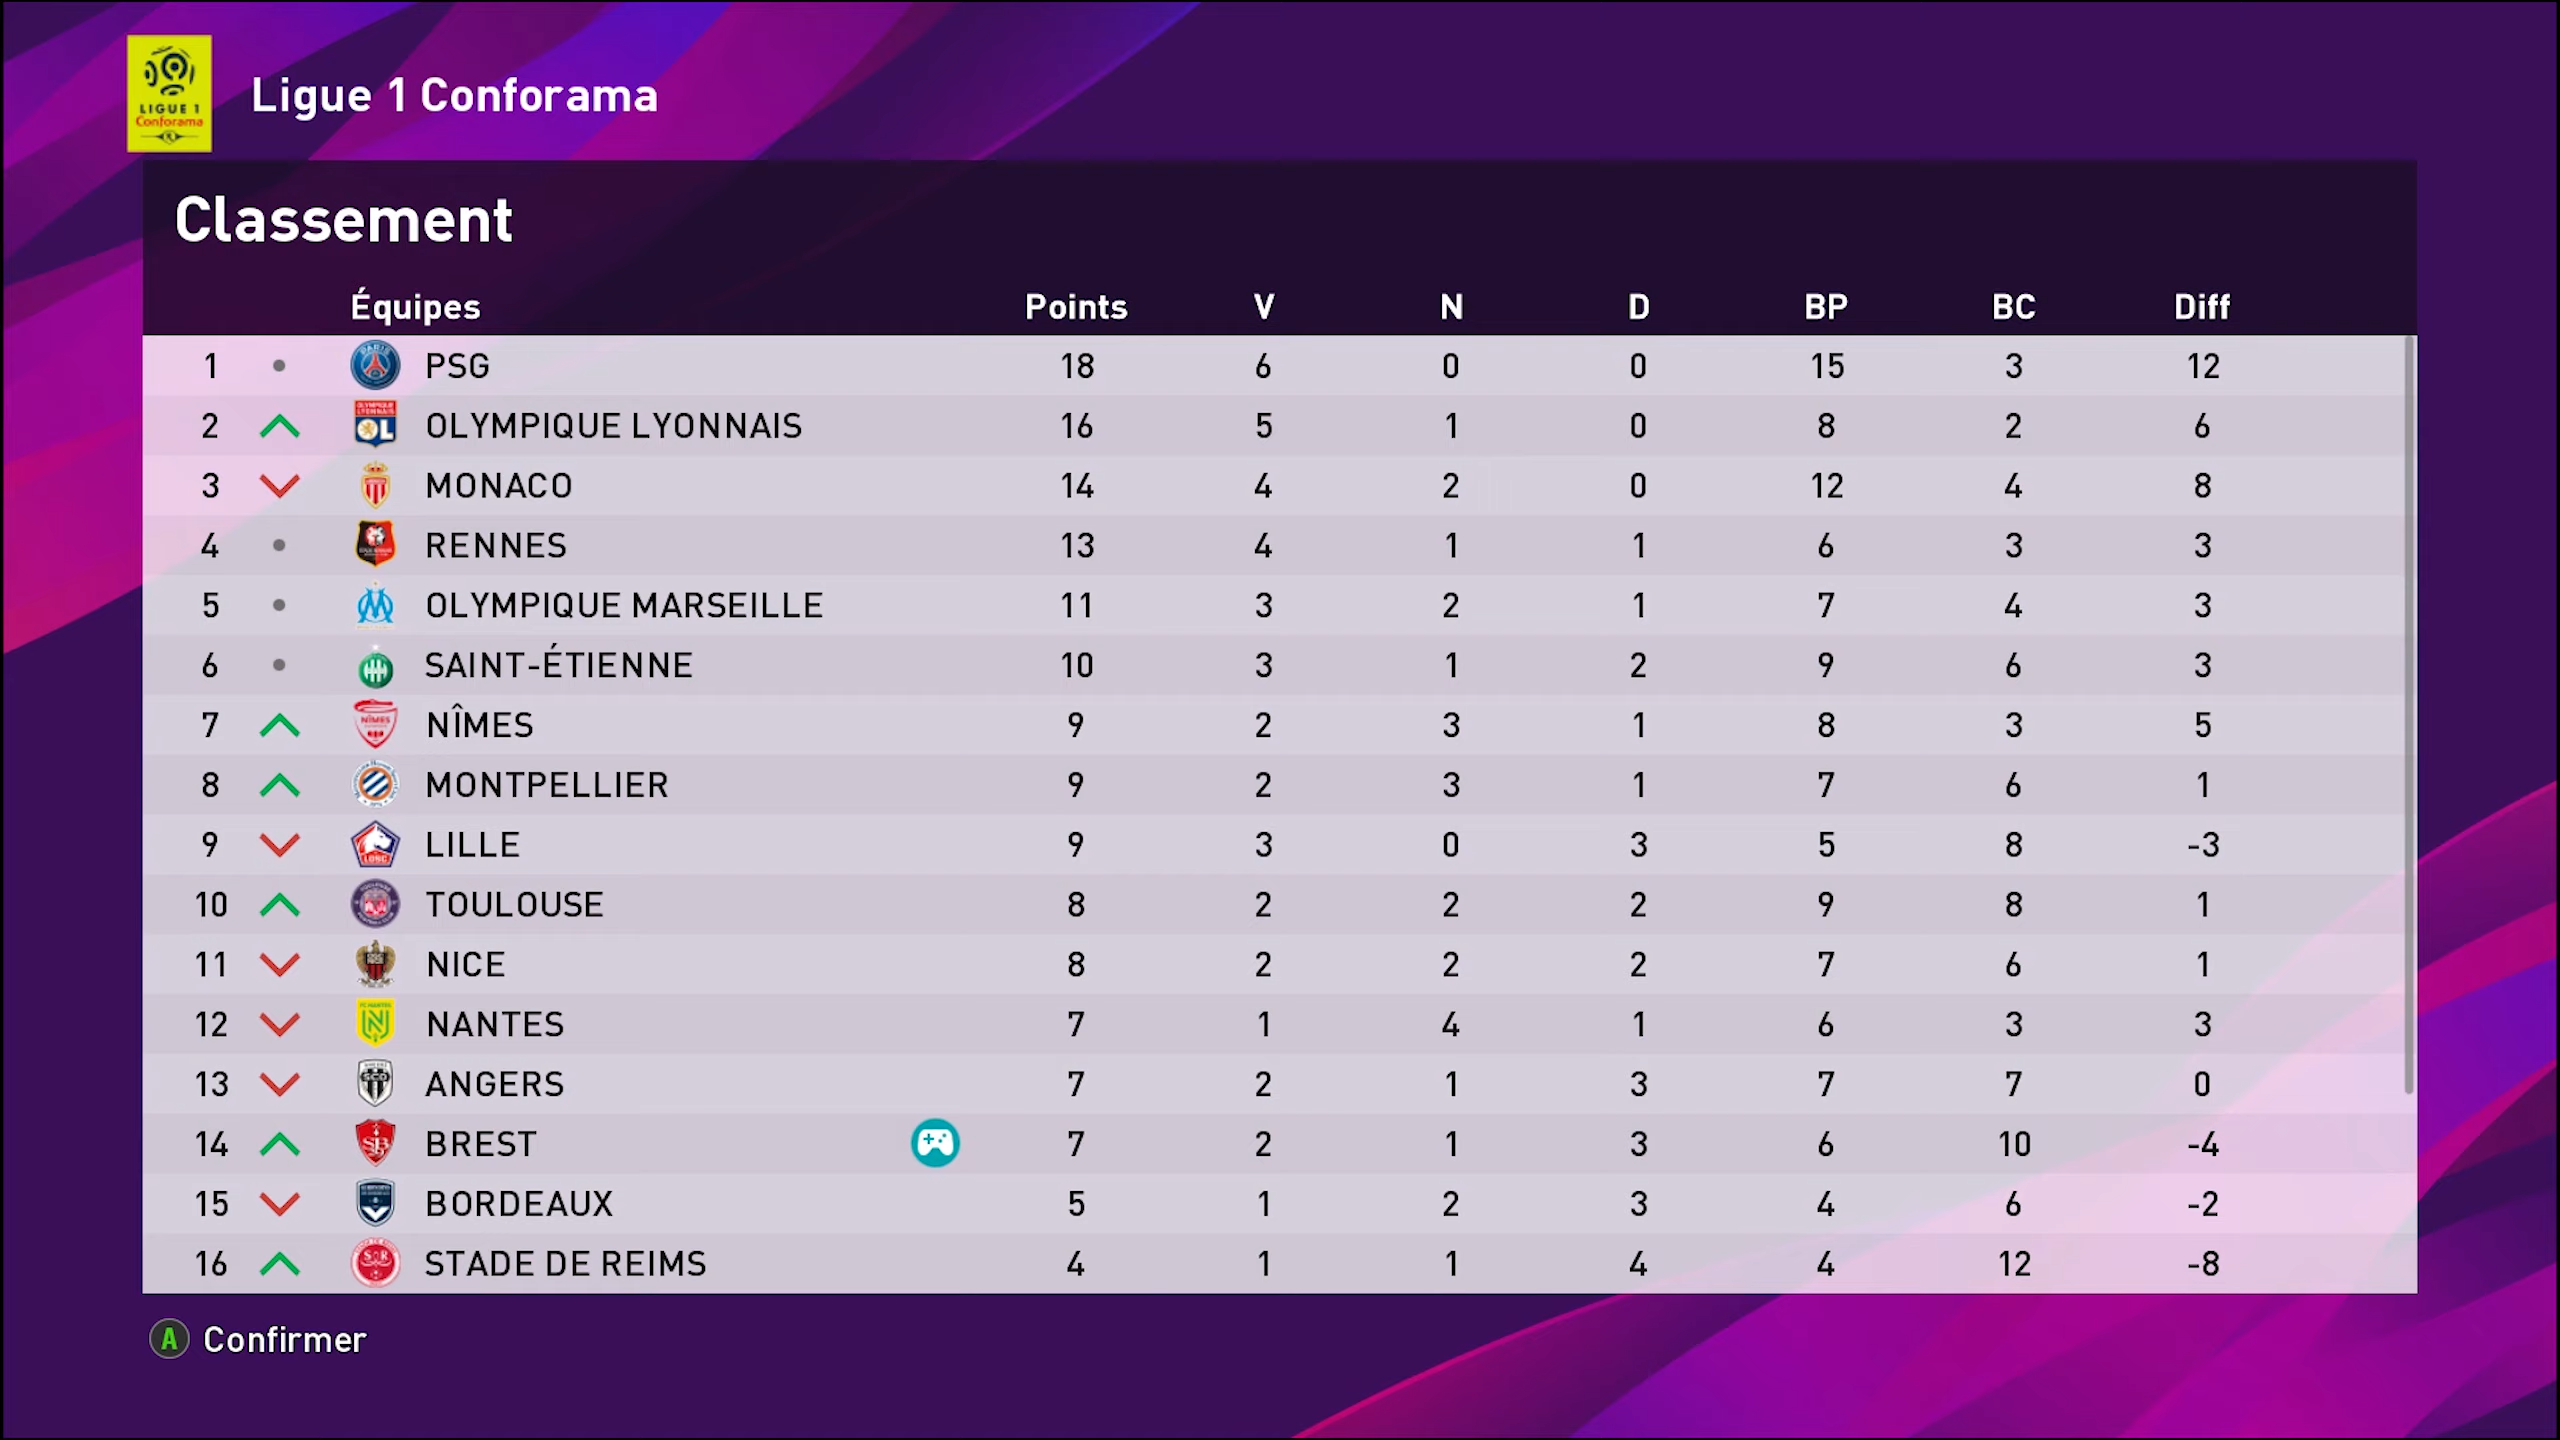 LIGUE 1
Conforama
Ligue 1 Conforama
Classement
Équipes Points V N D BP BC Diff
1 PSG 18 6 0 0 15 3 12
2 OLYMPIQUE LYONNAIS 16 5 1 0 8 2 6
3 MONACO 14 4 2 0 12 4 8
4 RENNES 13 4 1 1 6 3 3
5 OLYMPIQUE MARSEILLE 11 3 2 1 7 4 3
6 SAINT-ÉTIENNE 10 3 1 2 9 6 3
7 NÎMES 9 2 3 1 8 3 5
8 MONTPELLIER 9 2 3 1 7 6 1
9 LILLE 9 3 0 3 5 8 -3
10 TOULOUSE 8 2 2 2 9 8 1
11 NICE 8 2 2 2 7 6 1
12 NANTES 7 1 4 1 6 3 3
13 ANGERS 7 2 1 3 7 7 0
14 BREST 7 2 1 3 6 10 -4
15 BORDEAUX 5 1 2 3 4 6 -2
16 STADE DE REIMS 4 1 1 4 4 12 -8
A Confirmer